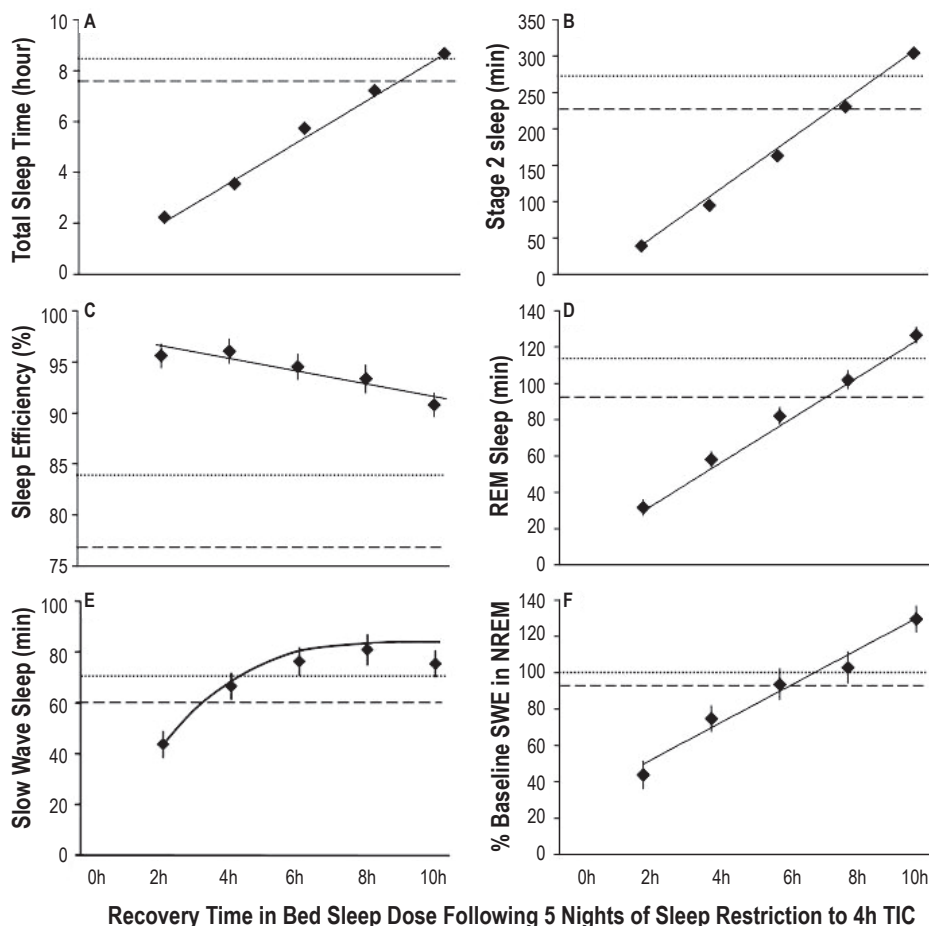 A
Total Sleep Time (hour)
10
8
6
4
2
0
B
Stage 2 sleep (min)
350
300
250
200
150
100
50
0
C
Sleep Efficiency (%)
100
95
90
85
80
75
D
REM Sleep (min)
140
120
100
80
60
40
20
0
E
Slow Wave Sleep (min)
100
80
60
40
20
0
0h 2h 4h 6h 8h 10h
F
% Baseline SWE in NREM
140
120
100
80
60
40
20
0
0h 2h 4h 6h 8h 10h
Recovery Time in Bed Sleep Dose Following 5 Nights of Sleep Restriction to 4h TIC